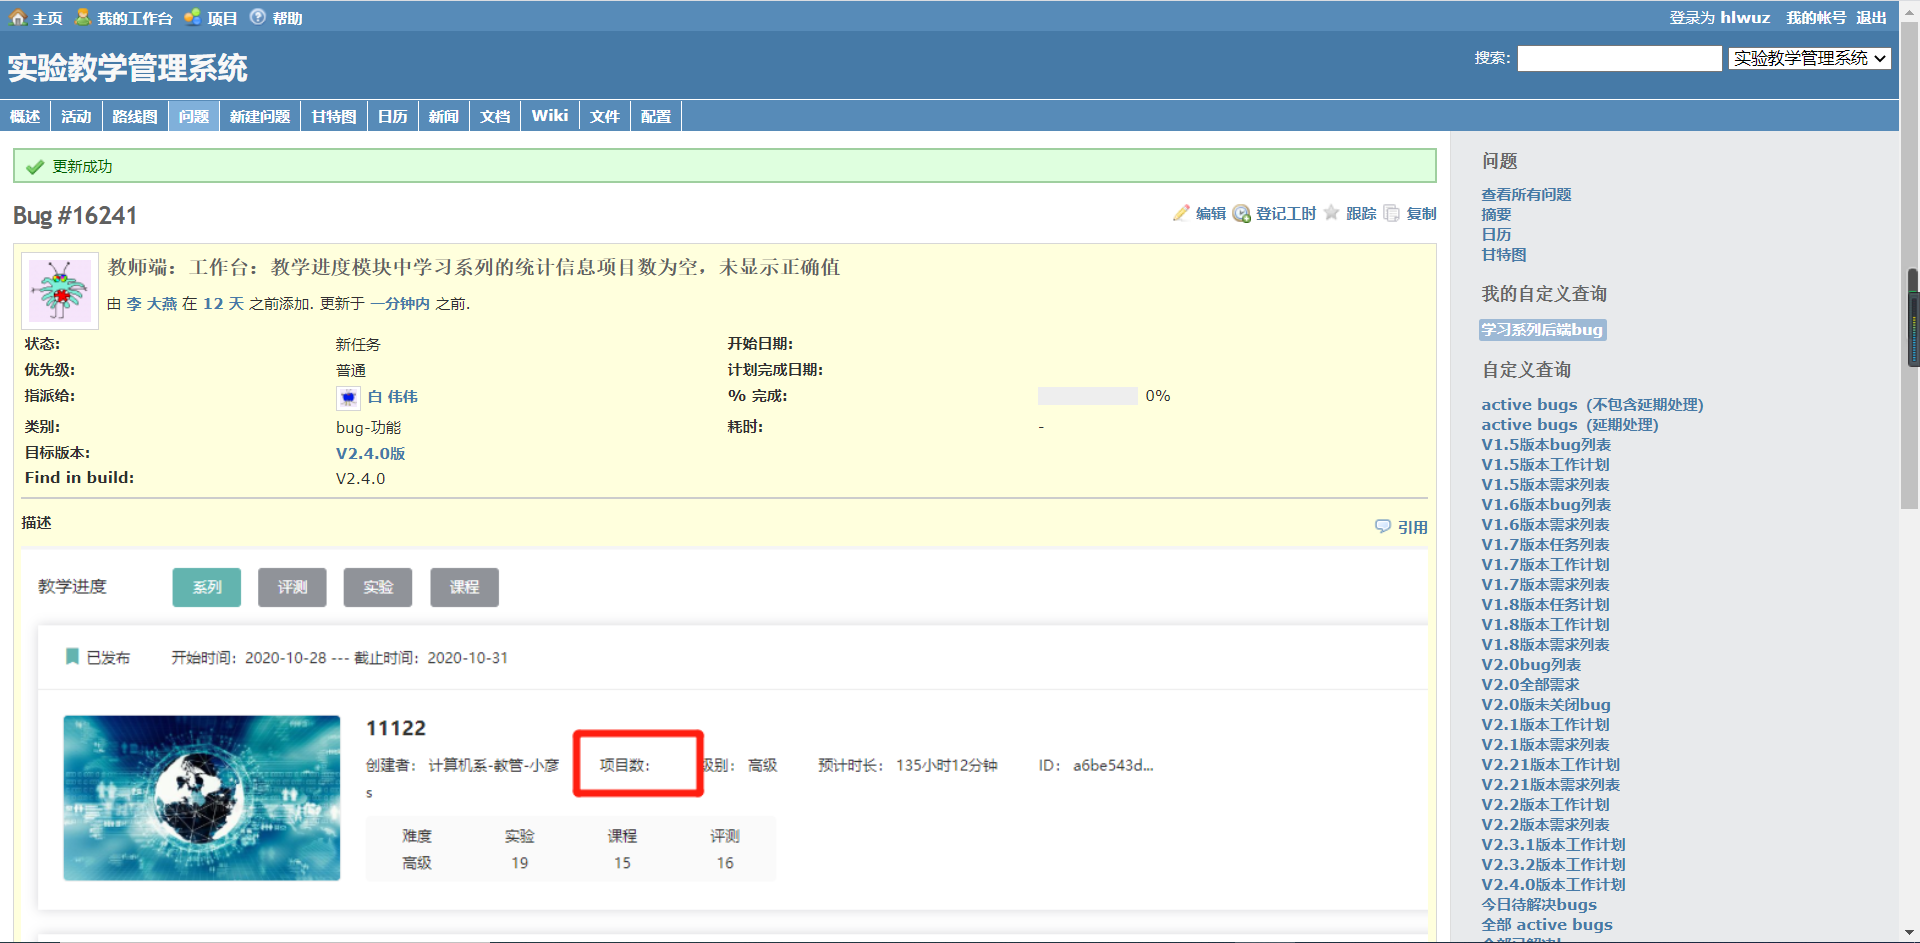 主页 我的工作台 项目 帮助
登录为 hlwuz 我的帐号 退出
实验教学管理系统
搜索: 实验教学管理系统
概述 活动 路线图 问题 新建问题 甘特图 日历 新闻 文档 Wiki 文件 配置
更新成功
Bug #16241
编辑 登记工时 跟踪 复制
教师端：工作台：教学进度模块中学习系列的统计信息项目数为空，未显示正确值
由 李 大燕 在 12 天 之前添加. 更新于 一分钟内 之前.
状态: 新任务 开始日期:
优先级: 普通 计划完成日期:
指派给: 白 伟伟 % 完成: 0%
类别: bug-功能 耗时: -
目标版本: V2.4.0版
Find in build: V2.4.0
描述
引用
教学进度 系列 评测 实验 课程
已发布 开始时间：2020-10-28 --- 截止时间：2020-10-31
11122
创建者： 计算机系-教管-小彦 项目数： 级别： 高级 预计时长： 135小时12分钟 ID： a6be543d...
s
难度 实验 课程 评测
高级 19 15 16
问题
查看所有问题
摘要
日历
甘特图
我的自定义查询
学习系列后端bug
自定义查询
active bugs（不包含延期处理）
active bugs（延期处理）
V1.5版本bug列表
V1.5版本工作计划
V1.5版本需求列表
V1.6版本bug列表
V1.6版本需求列表
V1.7版本任务列表
V1.7版本工作计划
V1.7版本需求列表
V1.8版本任务计划
V1.8版本工作计划
V1.8版本需求列表
V2.0bug列表
V2.0全部需求
V2.0版未关闭bug
V2.1版本工作计划
V2.1版本需求列表
V2.21版本工作计划
V2.21版本需求列表
V2.2版本工作计划
V2.2版本需求列表
V2.3.1版本工作计划
V2.3.2版本工作计划
V2.4.0版本工作计划
今日待解决bugs
全部 active bugs